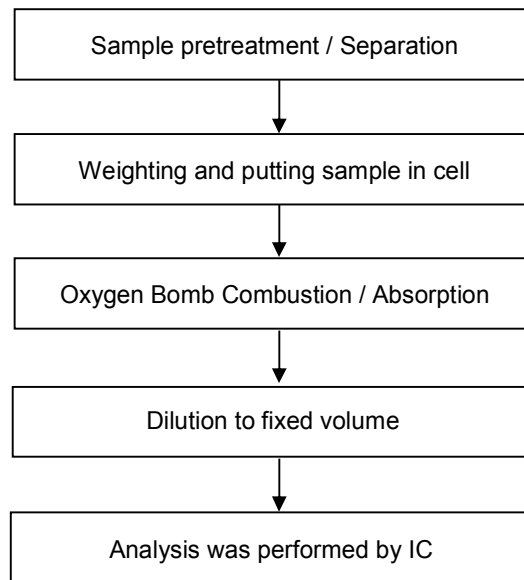 Sample pretreatment / Separation
Weighting and putting sample in cell
Oxygen Bomb Combustion / Absorption
Dilution to fixed volume
Analysis was performed by IC